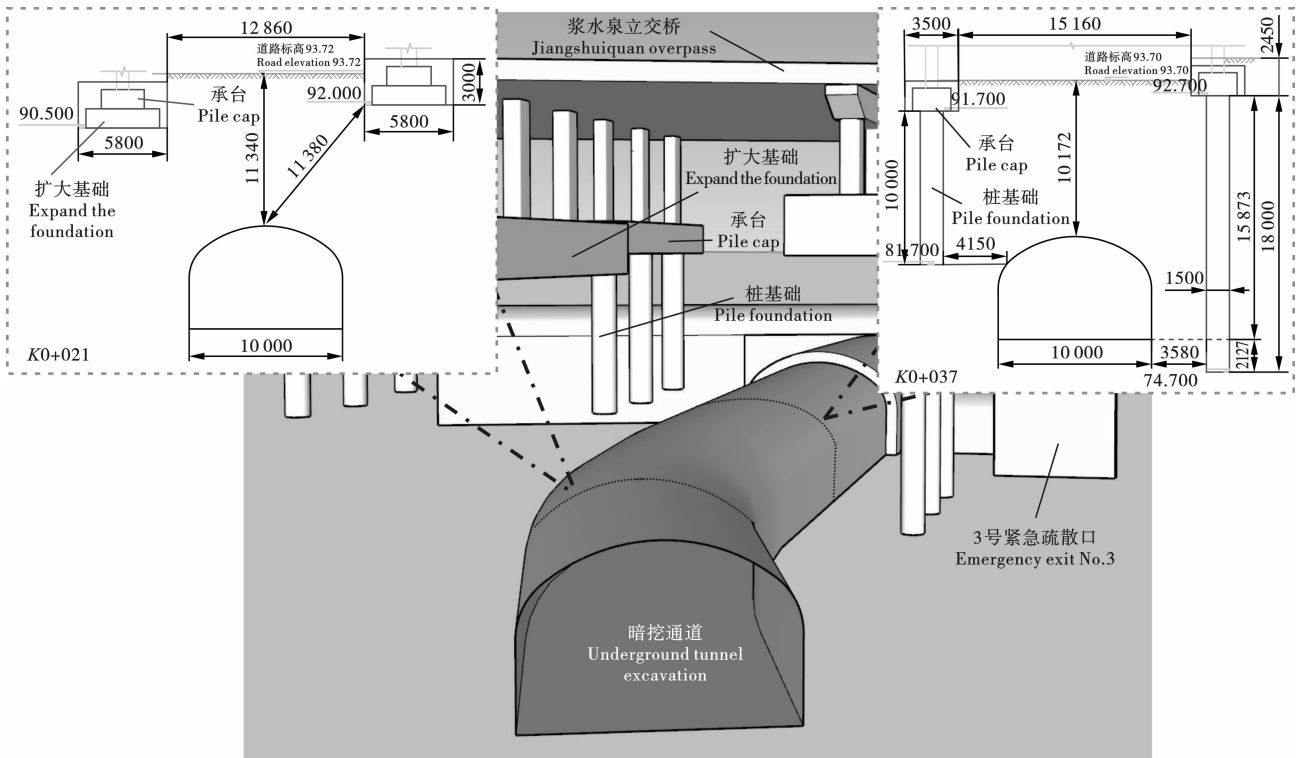 12 860
道路标高93.72
Road elevation 93.72
3000
承台
Pile cap
92.000
90.500
5800
5800
11 340
11 380
扩大基础
Expand the
foundation
10 000
K0+021
浆水泉立交桥
Jiangshuiquan overpass
扩大基础
Expand the foundation
承台
Pile cap
桩基础
Pile foundation
3500
15 160
2450
道路标高93.70
Road elevation 93.70
91.700
92.700
承台
Pile cap
10 172
10 000
桩基础
Pile foundation
15 873
18 000
81.700
4150
1500
10 000
3580
2127
74.700
K0+037
3号紧急疏散口
Emergency exit No.3
暗挖通道
Underground tunnel
excavation